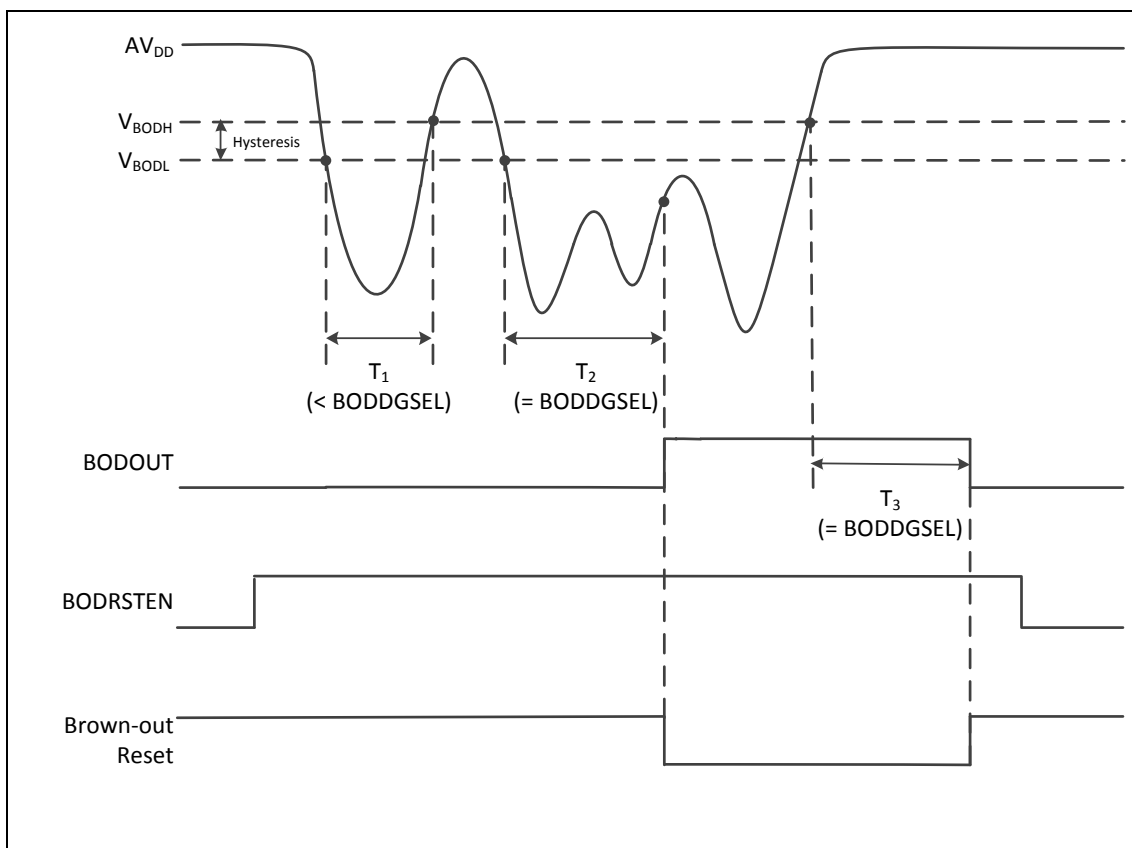 AVDD
VBODH
Hysteresis
VBODL
T1
(< BODDGSEL)
T2
(= BODDGSEL)
BODOUT
T3
(= BODDGSEL)
BODRSTEN
Brown-out
Reset